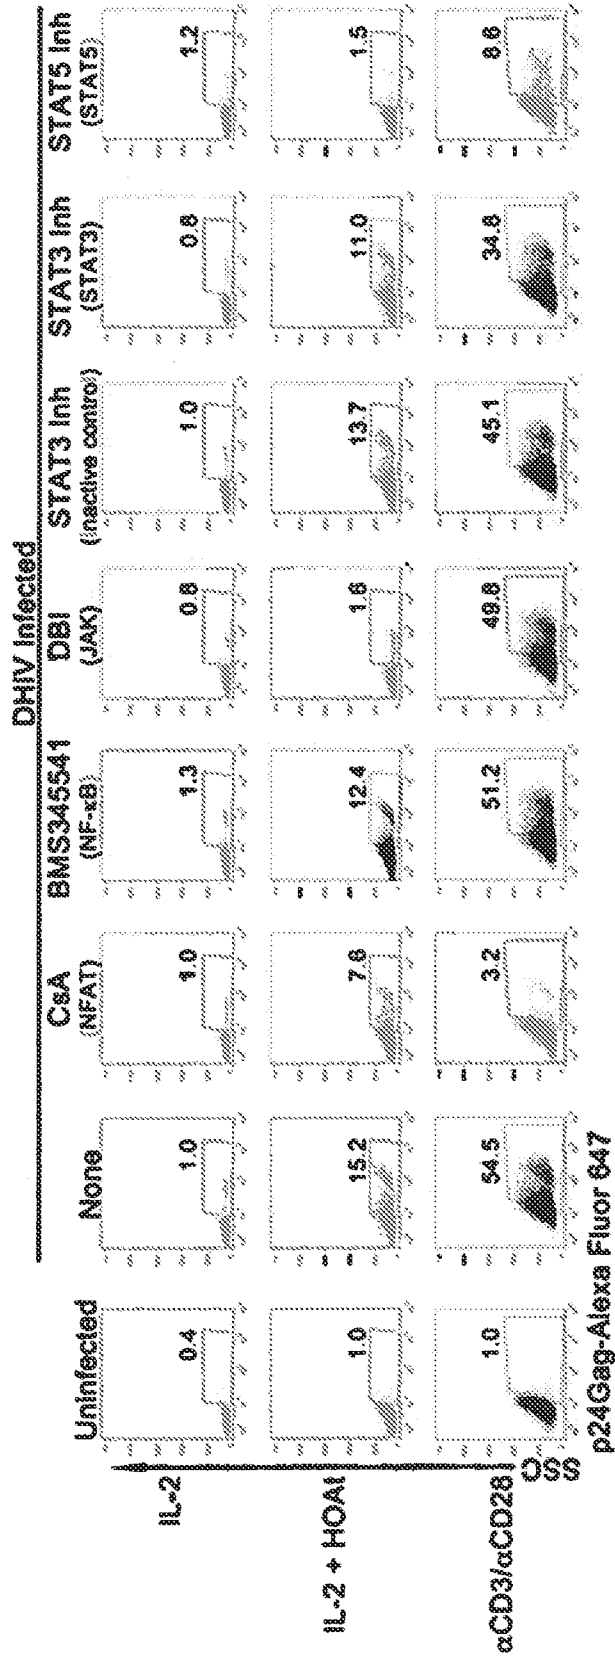 DHIV Infected
Uninfected
None
CsA
(NFAT)
BMS345541
(NF-κB)
DBI
(JAK)
STAT3 Inh
(inactive control)
STAT3 Inh
(STAT3)
STAT5 Inh
(STAT5)
IL-2
0.4
1.0
1.0
1.3
0.8
1.0
0.8
1.2
IL-2 + HOAt
1.0
15.2
7.6
12.4
1.6
13.7
11.0
1.5
αCD3/αCD28
1.0
54.5
3.2
51.2
49.8
45.1
34.8
8.6
SSC
p24Gag-Alexa Fluor 647